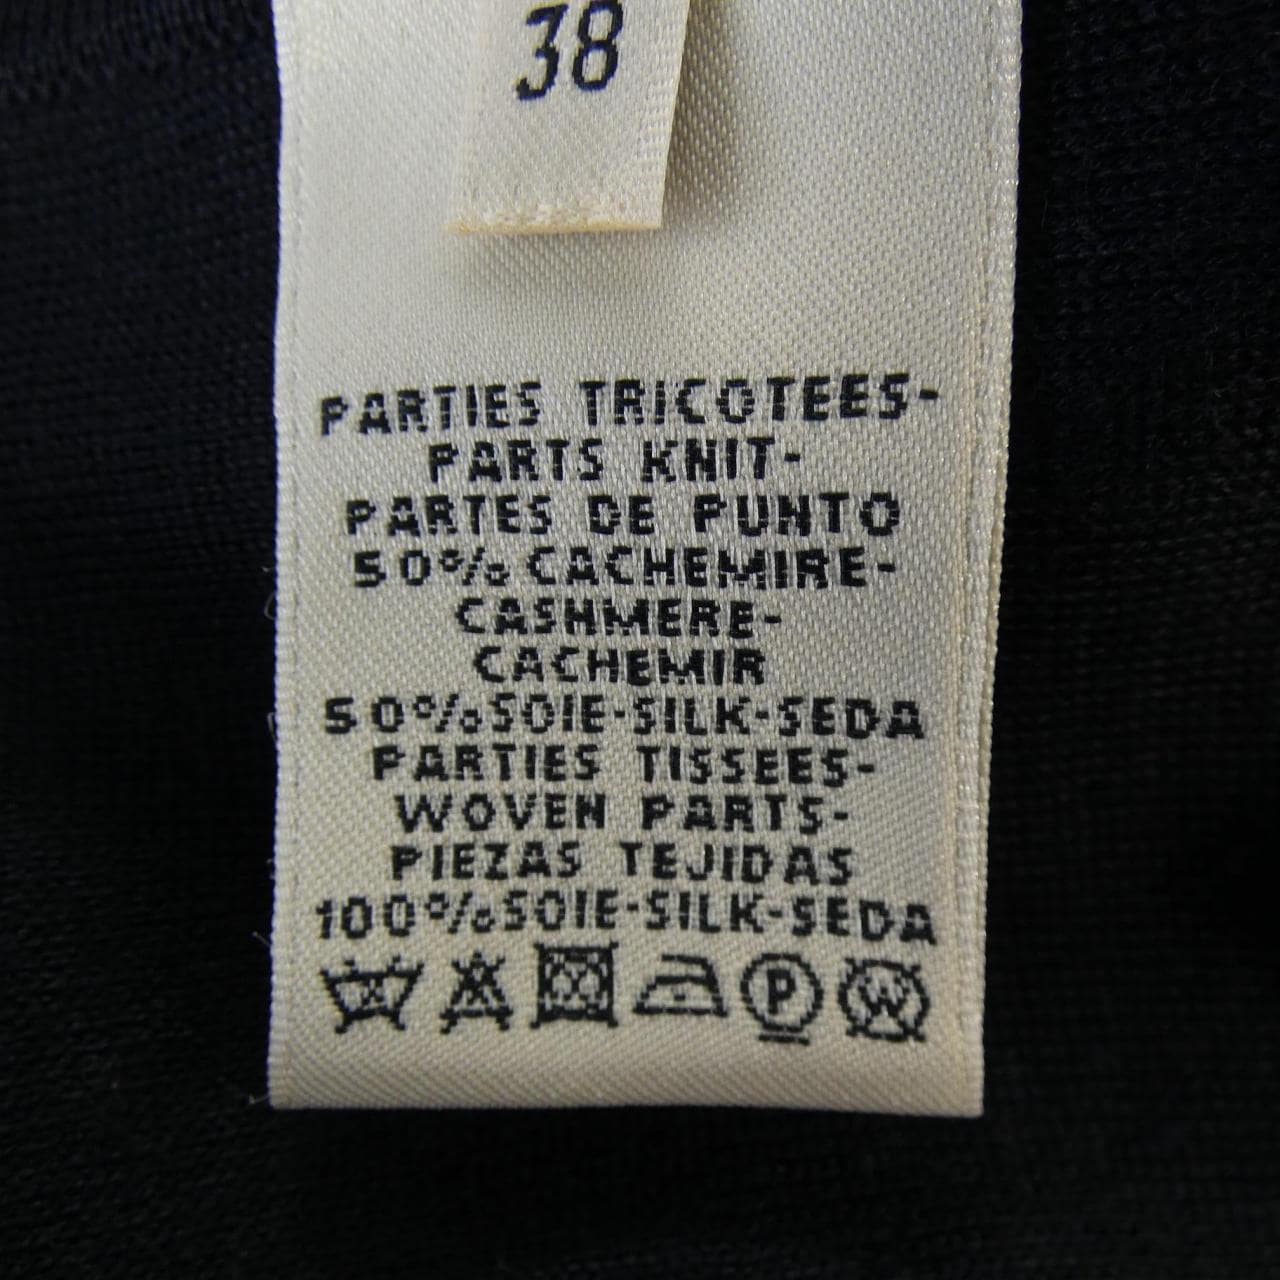 38
PARTIES TRICOTEES-
PARTS KNIT-
PARTES DE PUNTO
50% CACHEMIRE-
CASHMERE-
CACHEMIR
50% SOIE-SILK-SEDA
PARTIES TISSEES-
WOVEN PARTS-
PIEZAS TEJIDAS
100% SOIE-SILK-SEDA
P W